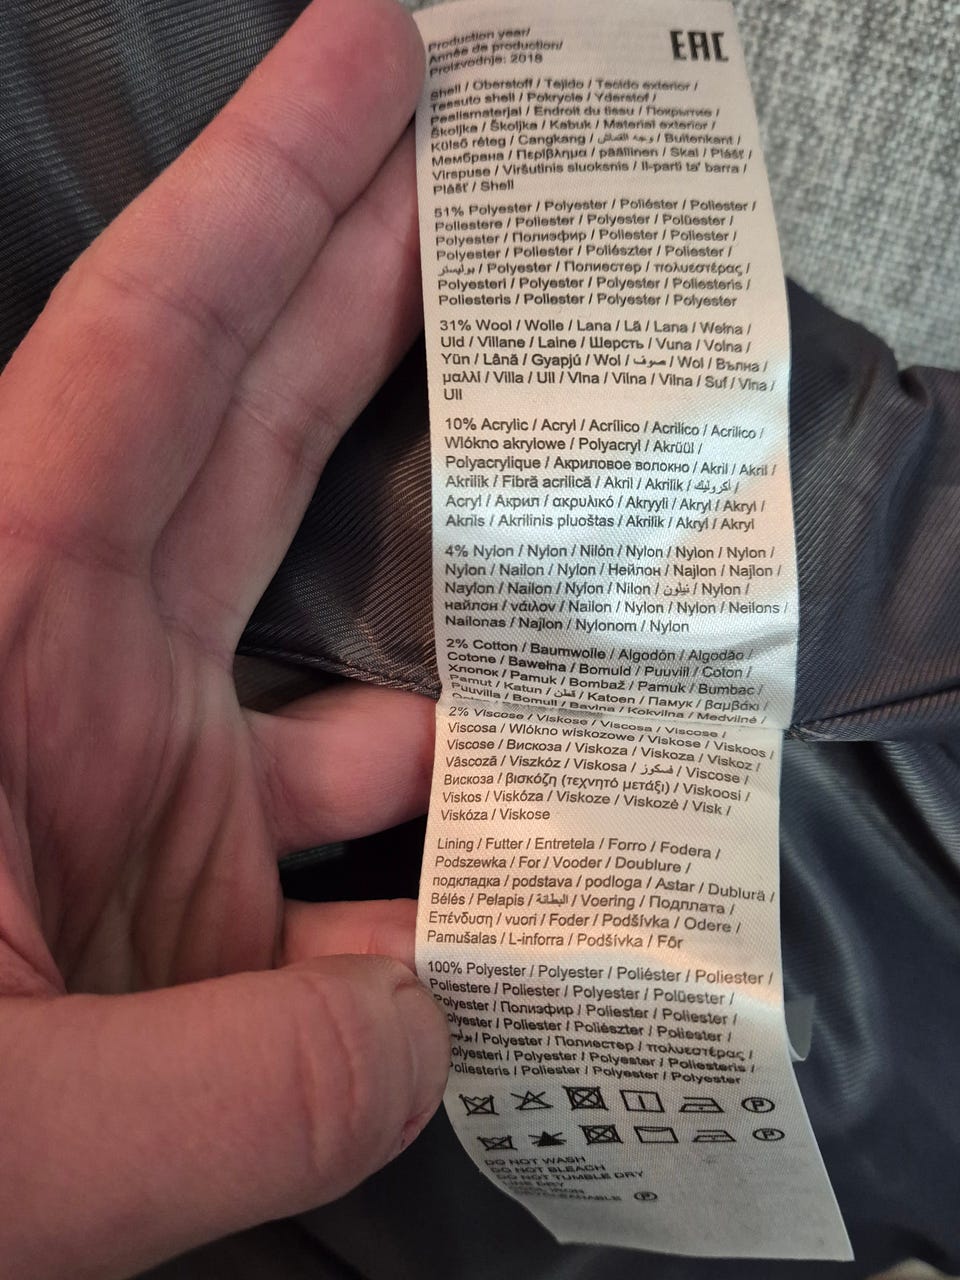 Production year/
Année de production/
Proizvodnje: 2018
EAC
Shell / Oberstoff / Tejido / Tecido exterior /
Tessuto shell / Pokrycie / Yderstof /
Pealismaterjal / Endroit du tissu / Покрытие /
Školjka / Školjka / Kabuk / Material exterior /
Külső réteg / Cangkang / وجه القماش / Buitenkant /
Мембрана / Περίβλημα / päällinen / Skal / Plášť /
Virspuse / Viršutinis sluoksnis / Il-parti ta' barra /
Plášť / Shell
51% Polyester / Polyester / Poliéster / Poliester /
Poliestere / Poliester / Polyester / Polüester /
Polyester / Полиэфир / Poliester / Poliester /
Polyester / Poliester / Poliészter / Poliester /
بوليستر / Polyester / Полиестер / πολυεστέρας /
Polyesteri / Polyester / Polyester / Poliesteris /
Poliesteris / Poliester / Polyester / Polyester
31% Wool / Wolle / Lana / Lã / Lana / Wełna /
Uld / Villane / Laine / Шерсть / Vuna / Volna /
Yün / Lână / Gyapjú / Wol / صوف / Wol / Вълна /
μαλλί / Villa / Ull / Vlna / Vilna / Vilna / Suf / Vlna /
Ull
10% Acrylic / Acryl / Acrílico / Acrílico / Acrilico /
Włókno akrylowe / Polyacryl / Akrüül /
Polyacrylique / Акриловое волокно / Akril / Akril /
Akrilik / Fibră acrilică / Akril / Akrilik / أكريليك /
Acryl / Акрил / ακρυλικό / Akryyli / Akryl / Akryl /
Akrils / Akrilinis pluoštas / Akrilik / Akryl / Akryl
4% Nylon / Nylon / Nilón / Nylon / Nylon / Nylon /
Nylon / Nailon / Nylon / Нейлон / Najlon / Najlon /
Naylon / Nailon / Nylon / Nilon / نيلون / Nylon /
найлон / νάιλον / Nailon / Nylon / Nylon / Neilons /
Nailonas / Najlon / Nylonom / Nylon
2% Cotton / Baumwolle / Algodón / Algodão /
Cotone / Bawełna / Bomuld / Puuvill / Coton /
Хлопок / Pamuk / Bombaž / Pamuk / Bumbac /
Pamut / Katun / قطن / Katoen / Памук / βαμβάκι /
Puuvilla / Bomull / Bavlna / Kokvilna / Medvilnė /
2% Viscose / Viskose / Viscosa / Viscose /
Viscosa / Włókno wiskozowe / Viskose / Viskoos /
Viscose / Вискоза / Viskoza / Viskoza / Viskoz /
Vâscoză / Viszkóz / Viskosa / فسكوز / Viscose /
Вискоза / βισκόζη (τεχνητό μετάξι) / Viskoosi /
Viskos / Viskóza / Viskoze / Viskozė / Visk /
Viskóza / Viskose
Lining / Futter / Entretela / Forro / Fodera /
Podszewka / For / Vooder / Doublure /
подкладка / podstava / podloga / Astar / Dublură /
Bélés / Pelapis / البطانة / Voering / Подплата /
Επένδυση / vuori / Foder / Podšívka / Odere /
Pamušalas / L-inforra / Podšívka / Fôr
100% Polyester / Polyester / Poliéster / Poliester /
Poliestere / Poliester / Polyester / Polüester /
Polyester / Полиэфир / Poliester / Poliester /
Polyester / Poliester / Poliészter / Poliester /
/ Polyester / Полиестер / πολυεστέρας /
Polyesteri / Polyester / Polyester / Poliesteris /
Poliesteris / Poliester / Polyester / Polyester
P
P
DO NOT WASH
DO NOT BLEACH
DO NOT TUMBLE DRY
LINE DRY
P